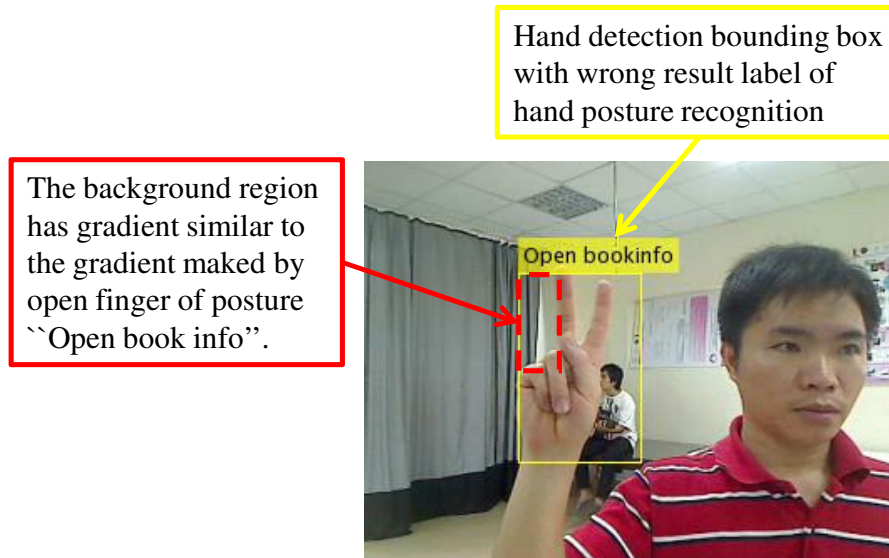 Hand detection bounding box
with wrong result label of
hand posture recognition
The background region
has gradient similar to
the gradient maked by
open finger of posture
``Open book info’’.
Open bookinfo